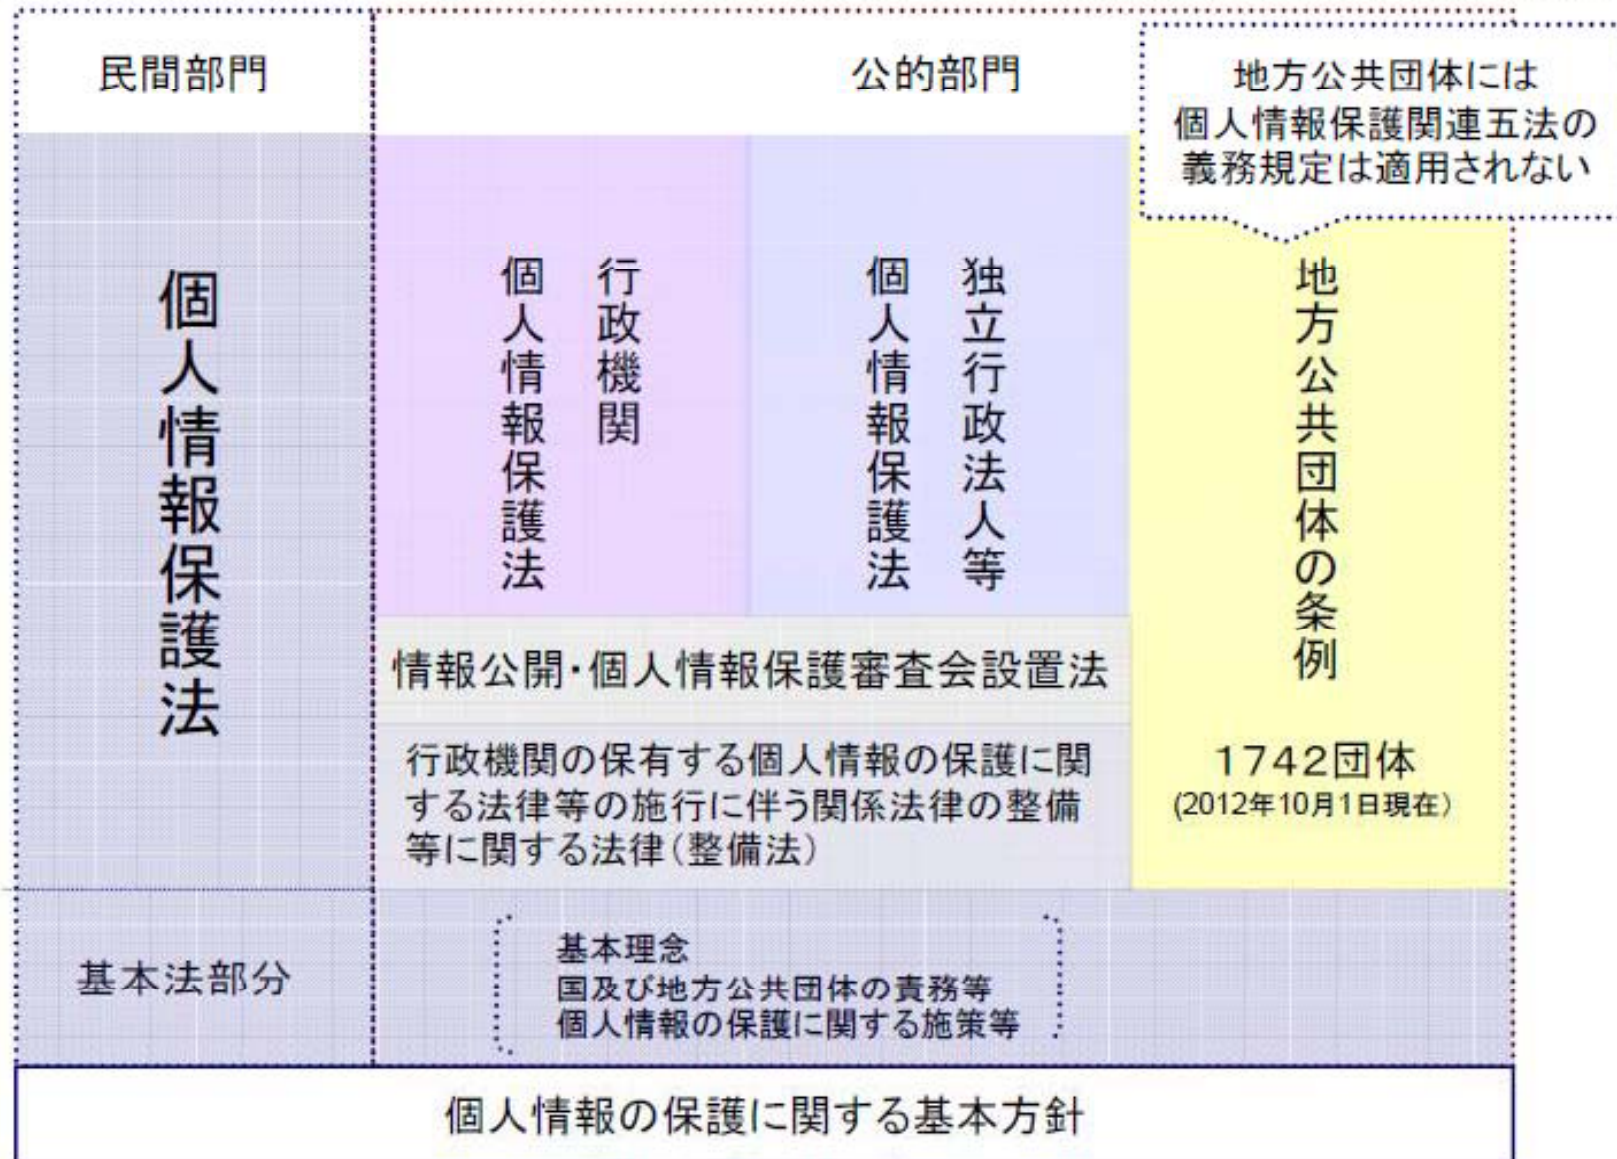 民間部門
公的部門
地方公共団体には
個人情報保護関連五法の
義務規定は適用されない
個人情報保護法
行政機関
個人情報保護法
独立行政法人等
個人情報保護法
地方公共団体の条例
1742団体
(2012年10月1日現在)
情報公開・個人情報保護審査会設置法
行政機関の保有する個人情報の保護に関
する法律等の施行に伴う関係法律の整備
等に関する法律(整備法)
基本法部分
基本理念
国及び地方公共団体の責務等
個人情報の保護に関する施策等
個人情報の保護に関する基本方針